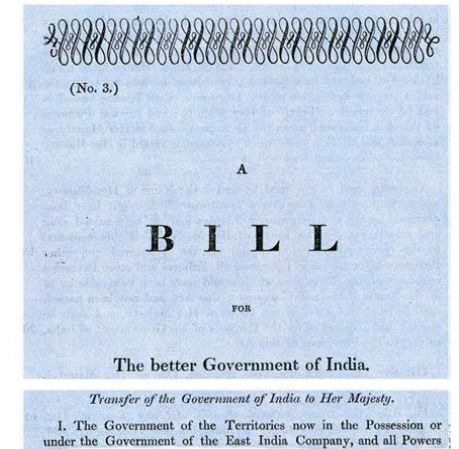 (No. 3.)
A
BILL
FOR
The better Government of India.
Transfer of the Government of India to Her Majesty.
I. The Government of the Territories now in the Possession or
under the Government of the East India Company, and all Powers